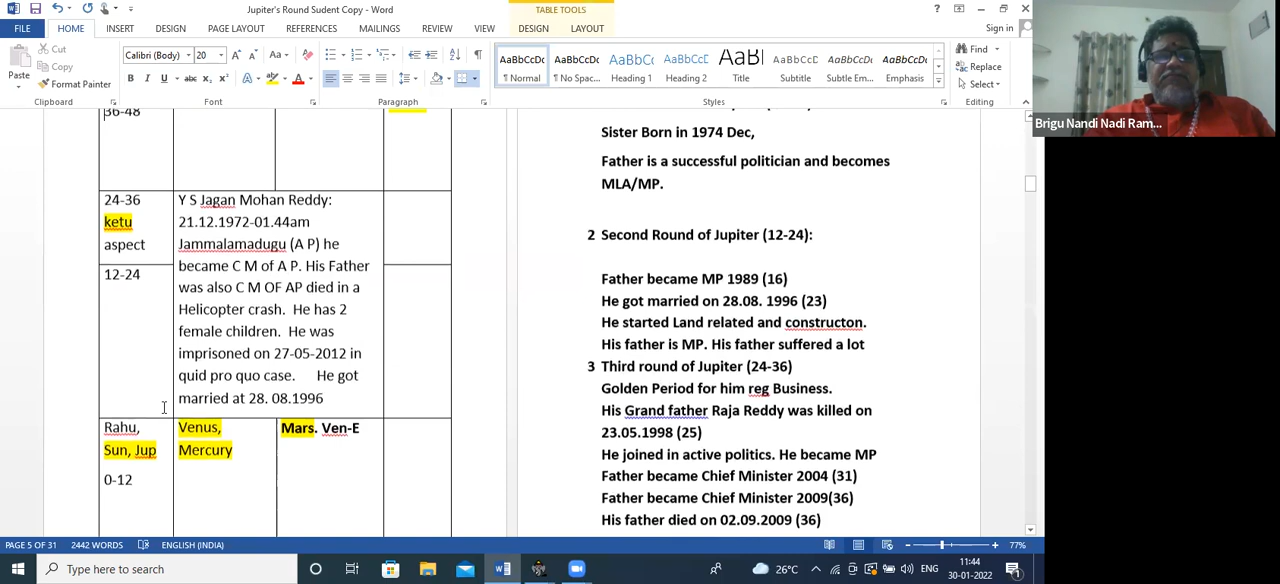 Jupiter's Round Sudent Copy - Word
TABLE TOOLS
Sign in
FILE
HOME
INSERT
DESIGN
PAGE LAYOUT
REFERENCES
MAILINGS
REVIEW
VIEW
DESIGN
LAYOUT
Paste
Cut
Copy
Format Painter
Clipboard
Calibri (Body)
20
Font
Paragraph
AaBbCcDc
¶ Normal
AaBbCcDc
¶ No Spac...
AaBbCc
Heading 1
AaBbCcC
Heading 2
AaBl
Title
AaBbCcD
Subtitle
AaBbCcDc
Subtle Em...
AaBbCcDc
Emphasis
Styles
Find
Replace
Select
Editing
Brigu Nandi Nadi Ram...
36-48
24-36
ketu
aspect
12-24
Y S Jagan Mohan Reddy:
21.12.1972-01.44am
Jammalamadugu (A P) he
became C M of A P. His Father
was also C M OF AP died in a
Helicopter crash. He has 2
female children. He was
imprisoned on 27-05-2012 in
quid pro quo case. He got
married at 28. 08.1996
Rahu,
Sun, Jup
0-12
Venus,
Mercury
Mars. Ven-E
Sister Born in 1974 Dec,
Father is a successful politician and becomes
MLA/MP.
2 Second Round of Jupiter (12-24):
Father became MP 1989 (16)
He got married on 28.08. 1996 (23)
He started Land related and constructon.
His father is MP. His father suffered a lot
3 Third round of Jupiter (24-36)
Golden Period for him reg Business.
His Grand father Raja Reddy was killed on
23.05.1998 (25)
He joined in active politics. He became MP
Father became Chief Minister 2004 (31)
Father became Chief Minister 2009(36)
His father died on 02.09.2009 (36)
PAGE 5 OF 31
2442 WORDS
ENGLISH (INDIA)
77%
Type here to search
26°C
ENG
11:44
30-01-2022